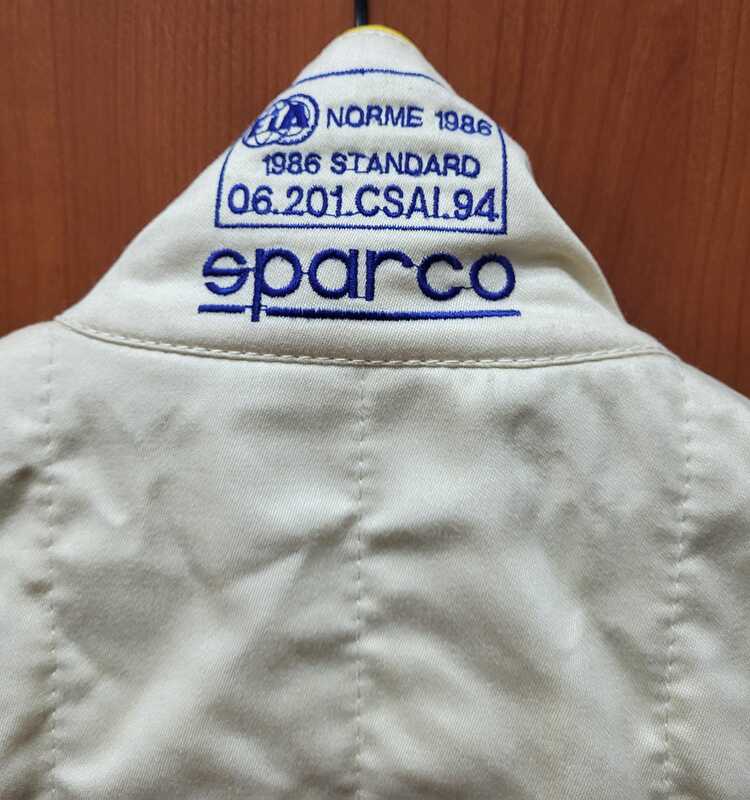 FiA NORME 1986
1986 STANDARD
06.201.CSAI.94
sparco